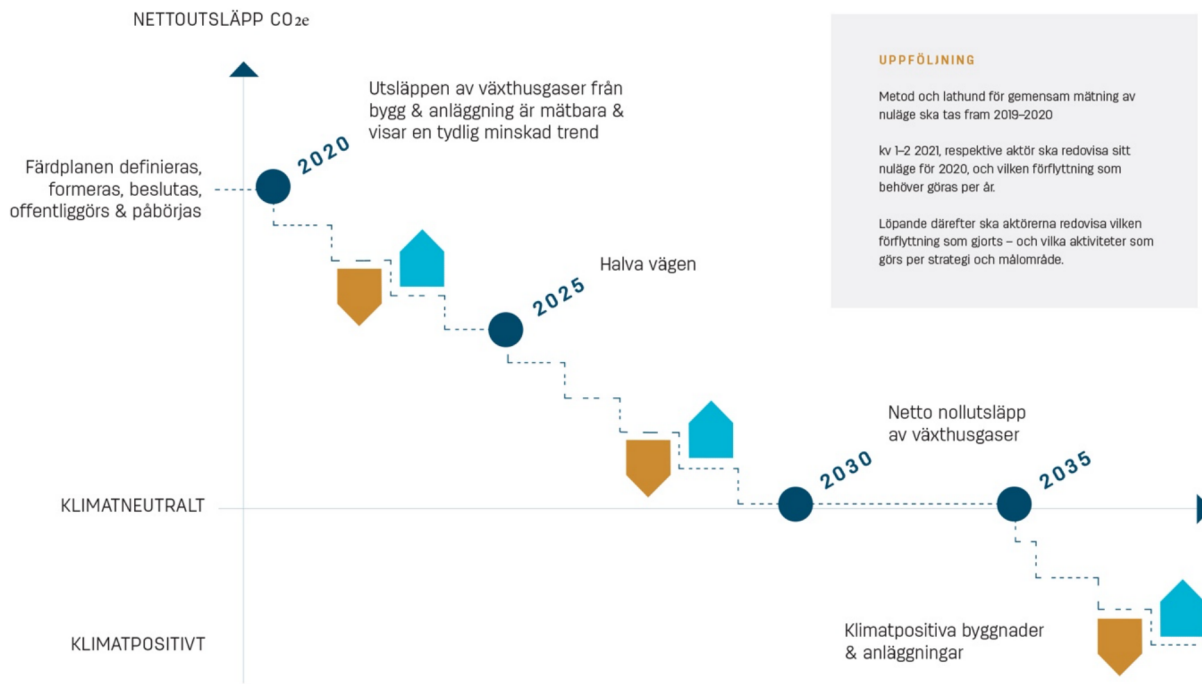 NETTOUTSLÄPP CO2e
Utsläppen av växthusgaser från
bygg & anläggning är mätbara &
visar en tydlig minskad trend
2020
Färdplanen definieras,
formeras, beslutas,
offentliggörs & påbörjas
UPPFÖLJNING
Metod och lathund för gemensam mätning av
nuläge ska tas fram 2019–2020
kv 1–2 2021, respektive aktör ska redovisa sitt
nuläge för 2020, och vilken förflyttning som
behöver göras per år.
Löpande därefter ska aktörerna redovisa vilken
förflyttning som gjorts – och vilka aktiviteter som
görs per strategi och målområde.
Halva vägen
2025
Netto nollutsläpp
av växthusgaser
2030
2035
KLIMATNEUTRALT
Klimatpositiva byggnader
& anläggningar
KLIMATPOSITIVT